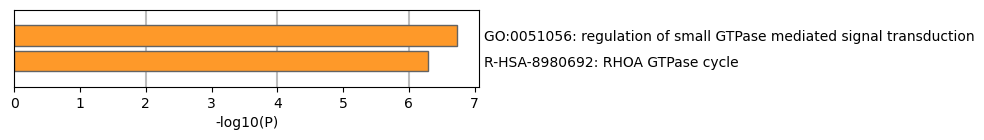 GO:0051056: regulation of small GTPase mediated signal transduction
R-HSA-8980692: RHOA GTPase cycle
0 1 2 3 4 5 6 7
-log10(P)